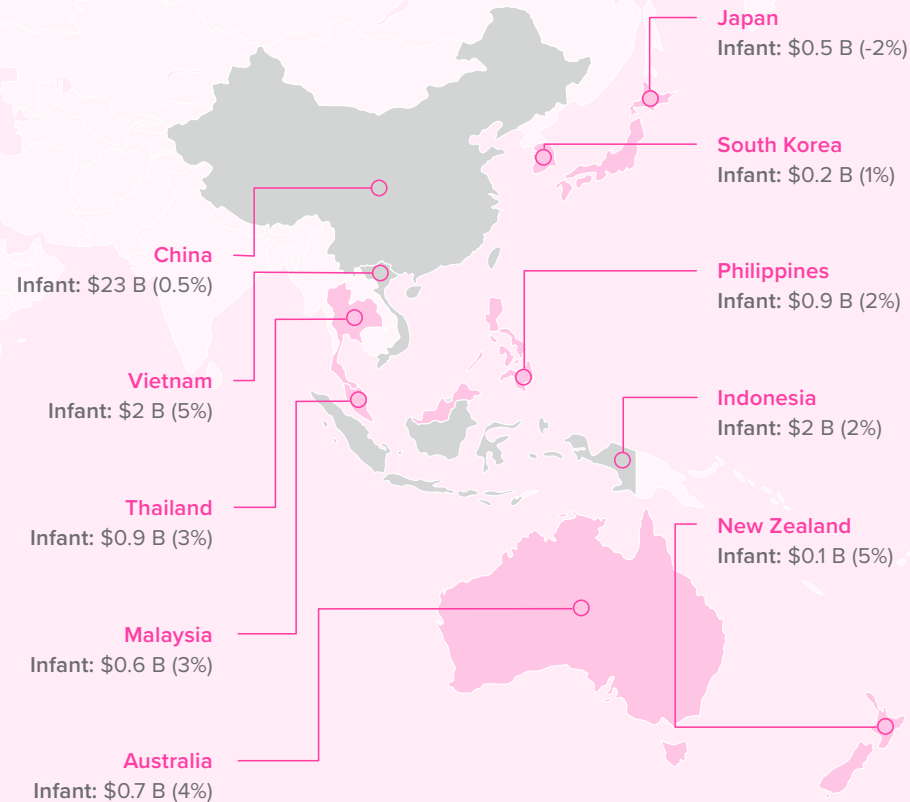 Japan
Infant: $0.5 B (-2%)
South Korea
Infant: $0.2 B (1%)
China
Infant: $23 B (0.5%)
Philippines
Infant: $0.9 B (2%)
Vietnam
Infant: $2 B (5%)
Indonesia
Infant: $2 B (2%)
Thailand
Infant: $0.9 B (3%)
New Zealand
Infant: $0.1 B (5%)
Malaysia
Infant: $0.6 B (3%)
Australia
Infant: $0.7 B (4%)